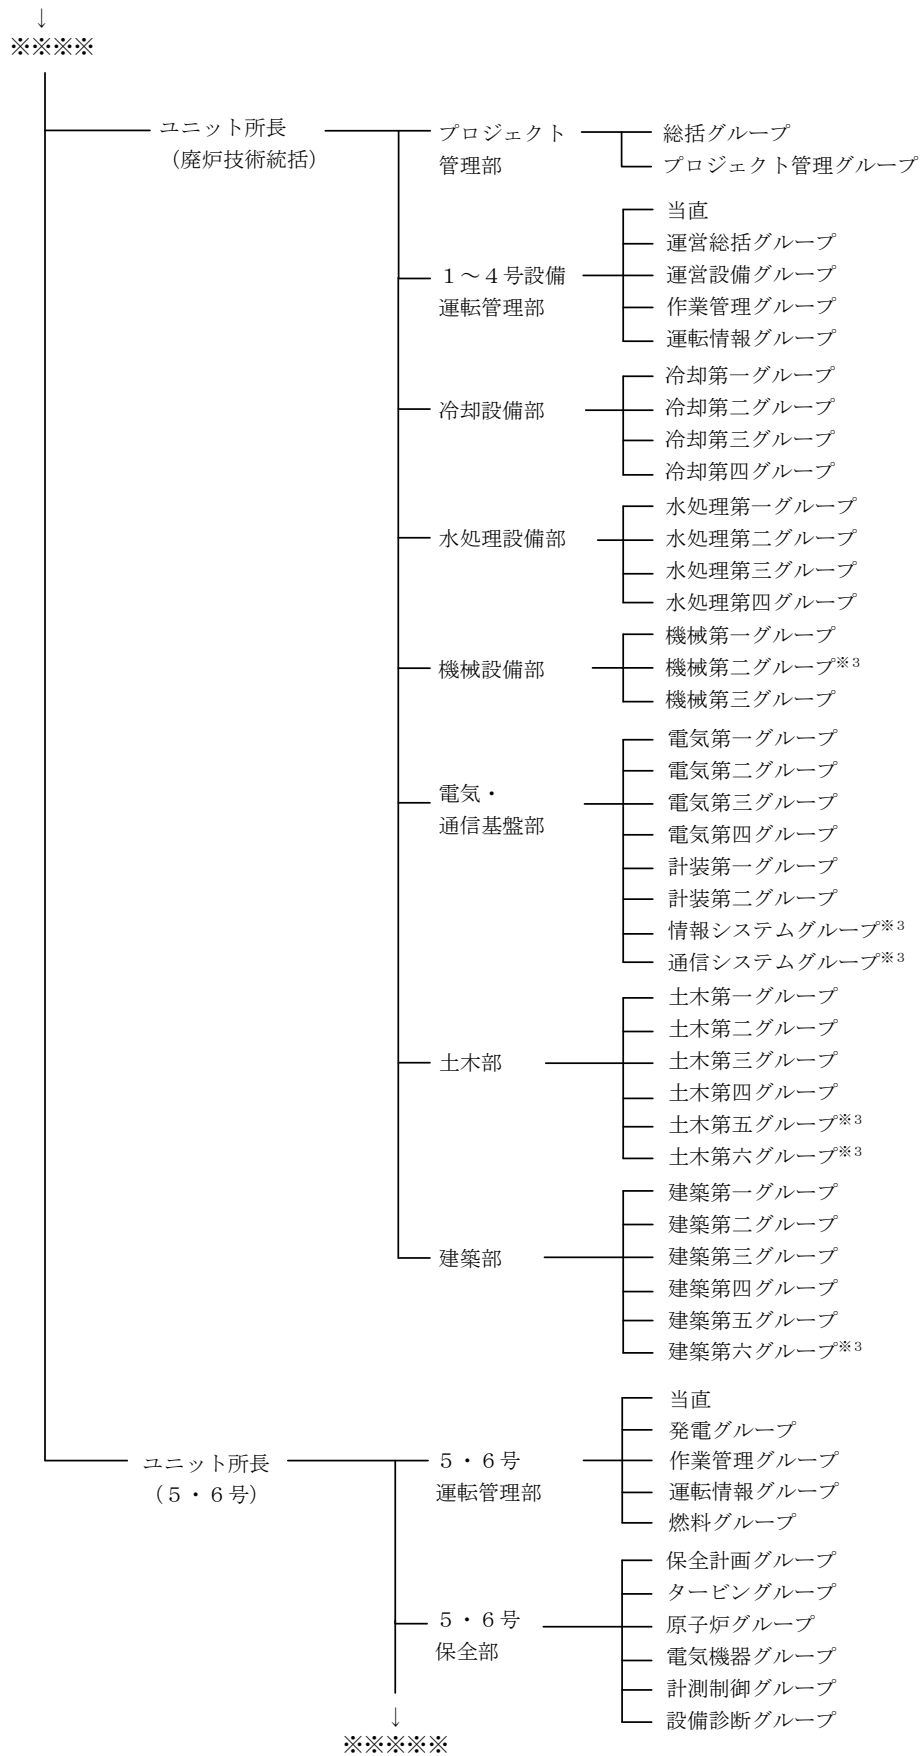 ↓
※※※※
ユニット所長
（廃炉技術統括）
プロジェクト
管理部
総括グループ
プロジェクト管理グループ
１～４号設備
運転管理部
当直
運営総括グループ
運営設備グループ
作業管理グループ
運転情報グループ
冷却設備部
冷却第一グループ
冷却第二グループ
冷却第三グループ
冷却第四グループ
水処理設備部
水処理第一グループ
水処理第二グループ
水処理第三グループ
水処理第四グループ
機械設備部
機械第一グループ
機械第二グループ※3
機械第三グループ
電気・
通信基盤部
電気第一グループ
電気第二グループ
電気第三グループ
電気第四グループ
計装第一グループ
計装第二グループ
情報システムグループ※3
通信システムグループ※3
土木部
土木第一グループ
土木第二グループ
土木第三グループ
土木第四グループ
土木第五グループ※3
土木第六グループ※3
建築部
建築第一グループ
建築第二グループ
建築第三グループ
建築第四グループ
建築第五グループ
建築第六グループ※3
ユニット所長
（５・６号）
５・６号
運転管理部
当直
発電グループ
作業管理グループ
運転情報グループ
燃料グループ
５・６号
保全部
保全計画グループ
タービングループ
原子炉グループ
電気機器グループ
計測制御グループ
設備診断グループ
↓
※※※※※